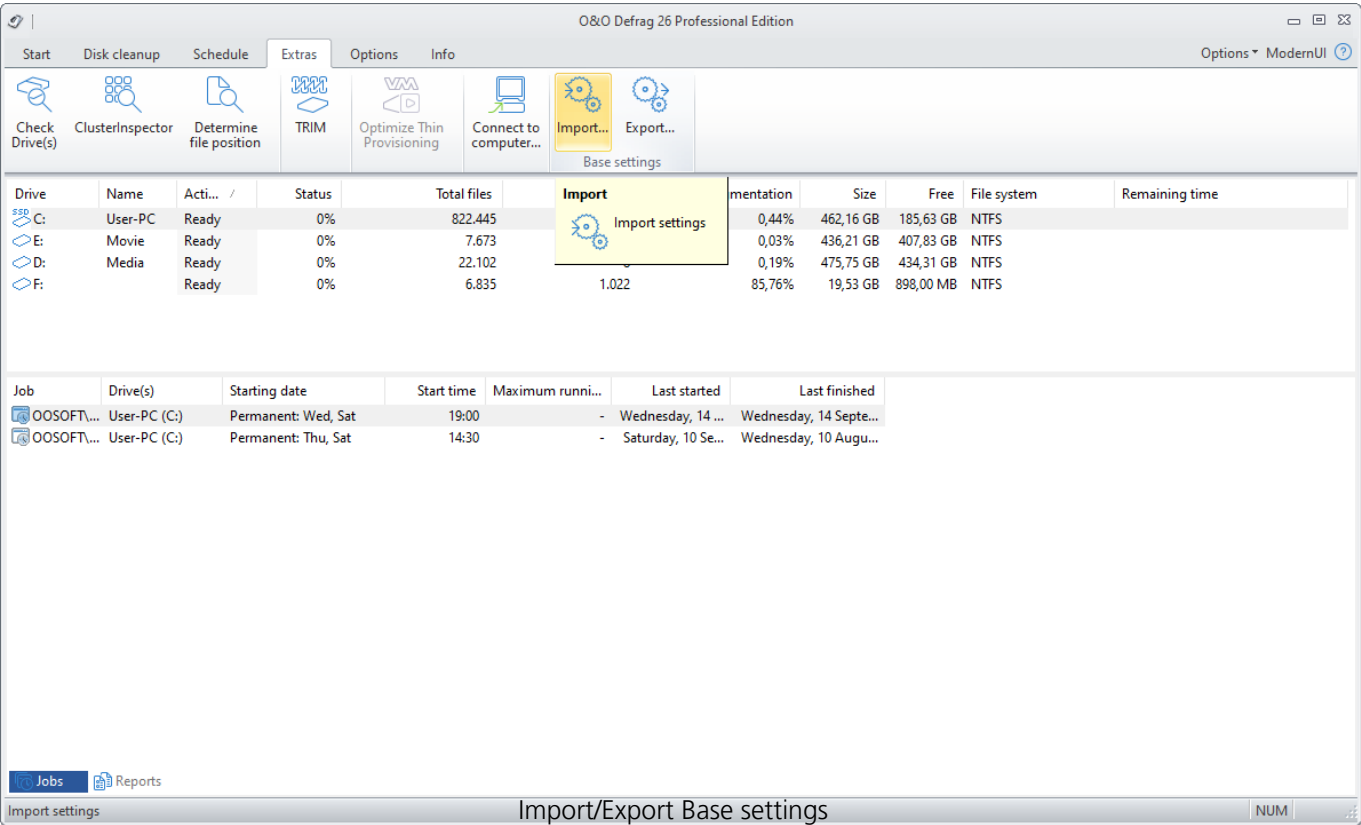 O&O Defrag 26 Professional Edition
Start Disk cleanup Schedule Extras Options Info Options ModernUI ?
Check Drive(s) ClusterInspector Determine file position TRIM VM Optimize Thin Provisioning Connect to computer... Import... Export...
Base settings
Drive Name Acti... Status Total files mentation Size Free File system Remaining time
SSD C: User-PC Ready 0% 822.445 0,44% 462,16 GB 185,63 GB NTFS
E: Movie Ready 0% 7.673 0,03% 436,21 GB 407,83 GB NTFS
D: Media Ready 0% 22.102 0,19% 475,75 GB 434,31 GB NTFS
F: Ready 0% 6.835 1.022 85,76% 19,53 GB 898,00 MB NTFS
Import
Import settings
Job Drive(s) Starting date Start time Maximum runni... Last started Last finished
OOSOFT\... User-PC (C:) Permanent: Wed, Sat 19:00 - Wednesday, 14 ... Wednesday, 14 Septe...
OOSOFT\... User-PC (C:) Permanent: Thu, Sat 14:30 - Saturday, 10 Se... Wednesday, 10 Augu...
Jobs Reports
Import settings Import/Export Base settings NUM